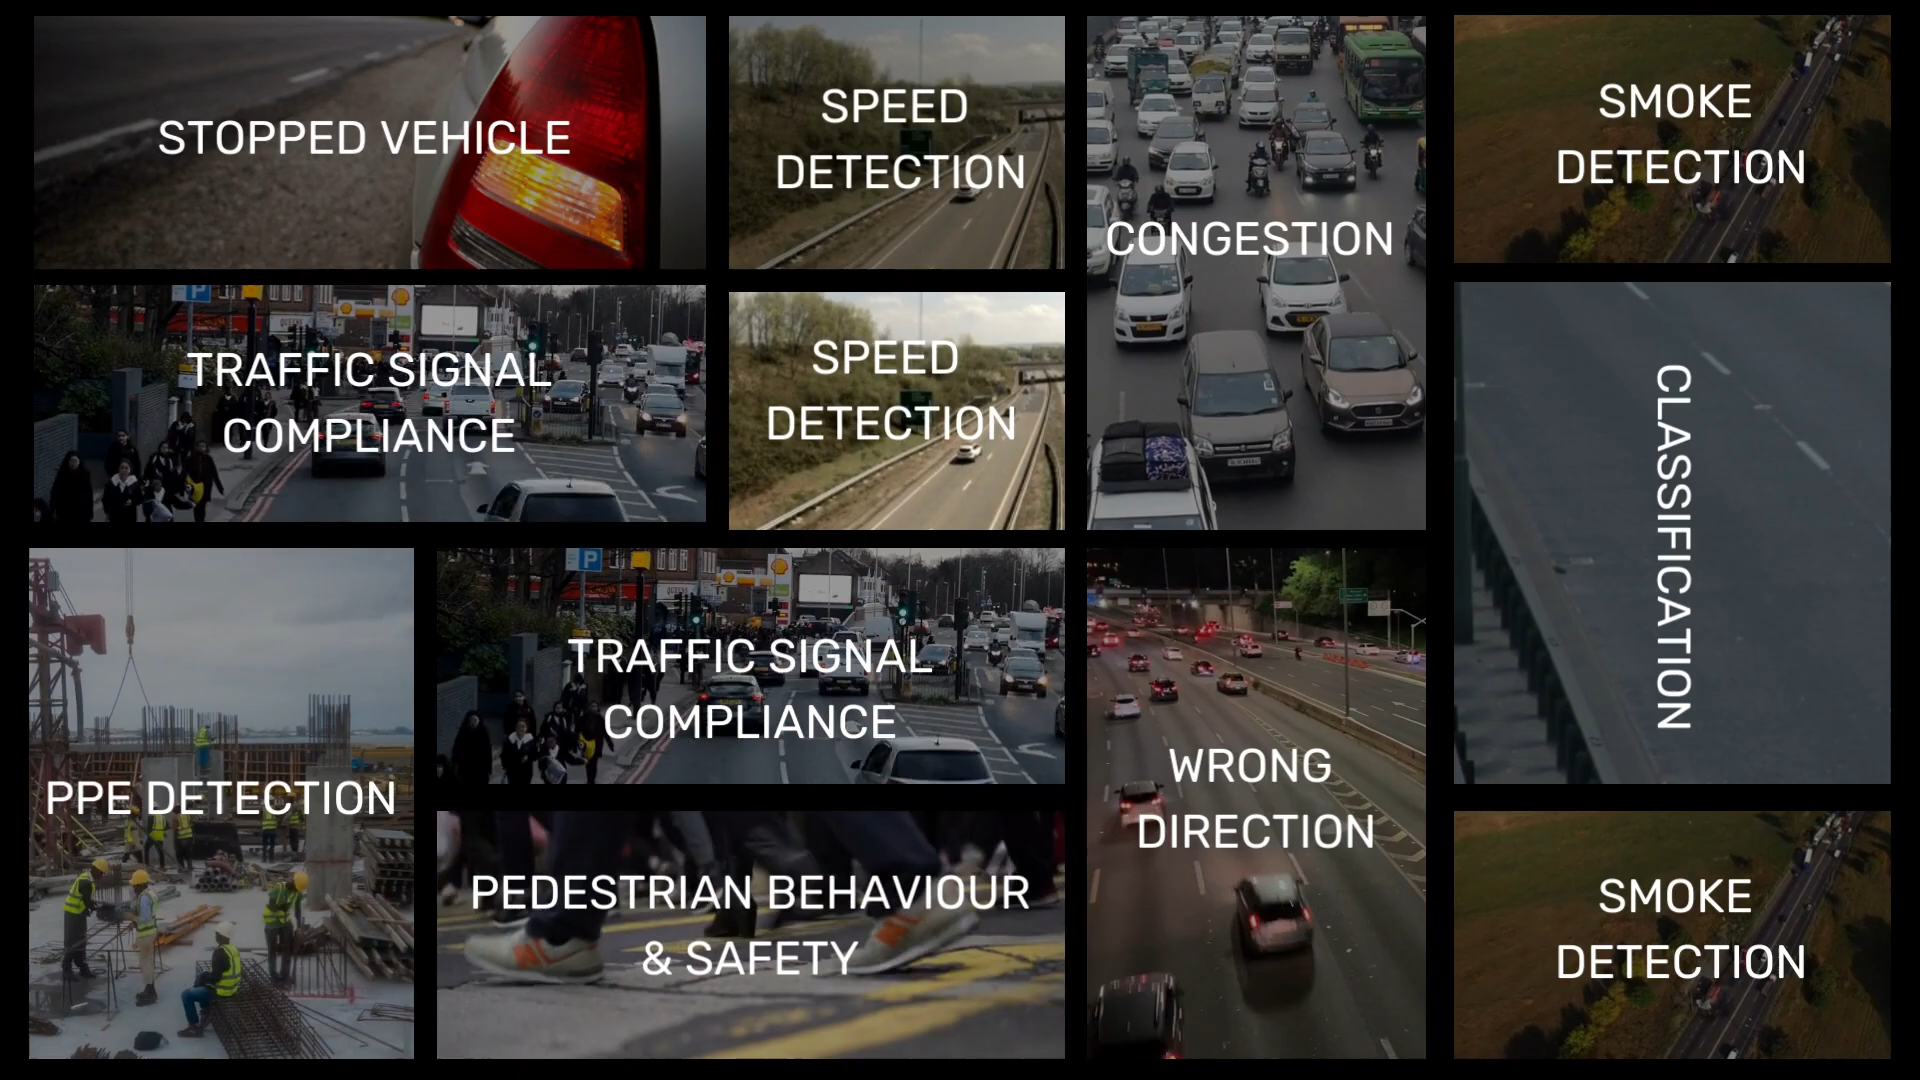 STOPPED VEHICLE
SPEED
DETECTION
CONGESTION
SMOKE
DETECTION
TRAFFIC SIGNAL
COMPLIANCE
SPEED
DETECTION
CLASSIFICATION
PPE DETECTION
TRAFFIC SIGNAL
COMPLIANCE
WRONG
DIRECTION
PEDESTRIAN BEHAVIOUR
& SAFETY
SMOKE
DETECTION
P
P